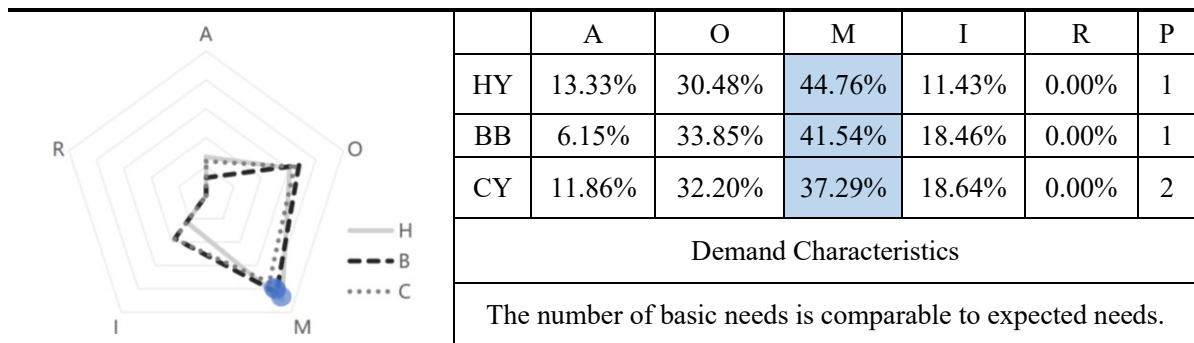 A
R
O
I
M
H
B
C
A O M I R P
HY 13.33% 30.48% 44.76% 11.43% 0.00% 1
BB 6.15% 33.85% 41.54% 18.46% 0.00% 1
CY 11.86% 32.20% 37.29% 18.64% 0.00% 2
Demand Characteristics
The number of basic needs is comparable to expected needs.